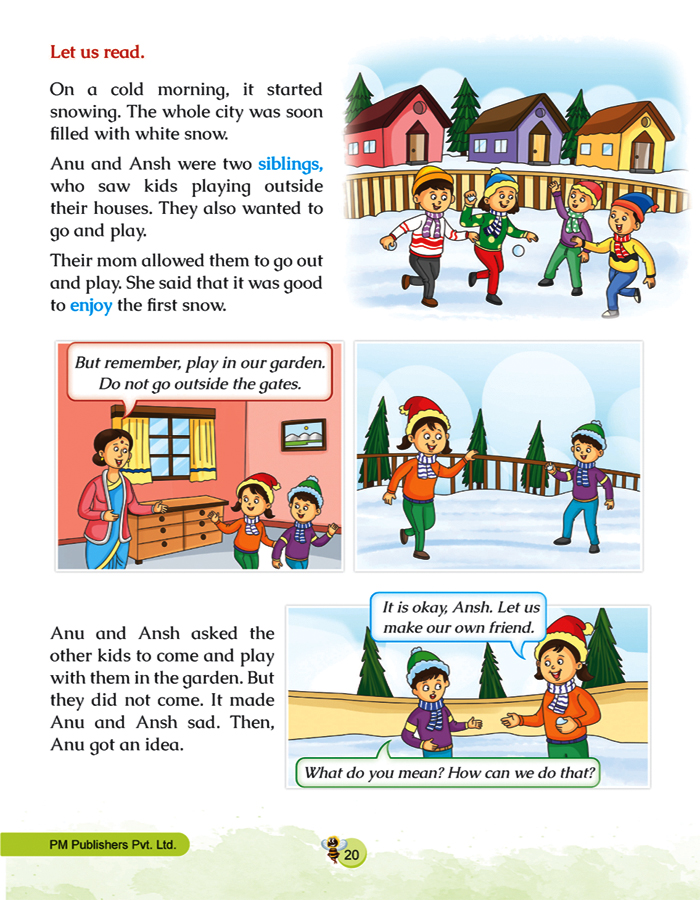 Let us read.
On a cold morning, it started
snowing. The whole city was soon
filled with white snow.
Anu and Ansh were two siblings,
who saw kids playing outside
their houses. They also wanted to
go and play.
Their mom allowed them to go out
and play. She said that it was good
to enjoy the first snow.
But remember, play in our garden.
Do not go outside the gates.
Anu and Ansh asked the
other kids to come and play
with them in the garden. But
they did not come. It made
Anu and Ansh sad. Then,
Anu got an idea.
It is okay, Ansh. Let us
make our own friend.
What do you mean? How can we do that?
PM Publishers Pvt. Ltd.
20